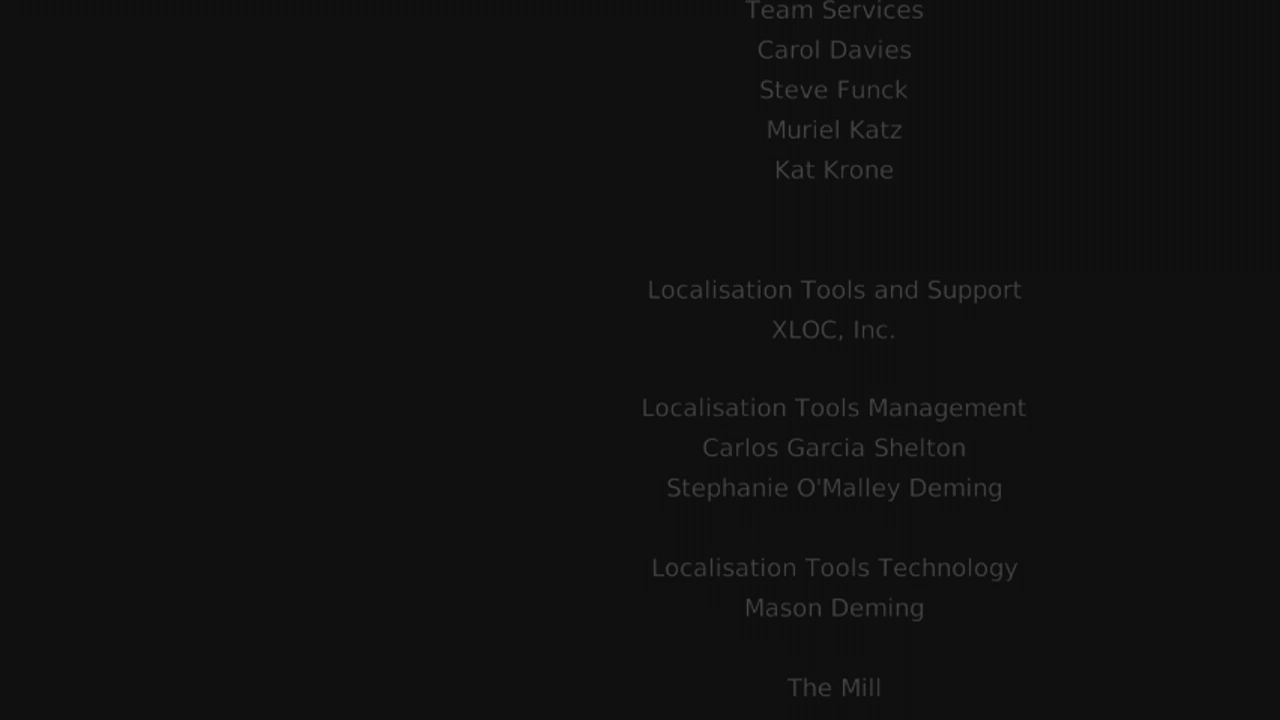 Team Services
Carol Davies
Steve Funck
Muriel Katz
Kat Krone
Localisation Tools and Support
XLOC, Inc.
Localisation Tools Management
Carlos Garcia Shelton
Stephanie O'Malley Deming
Localisation Tools Technology
Mason Deming
The Mill